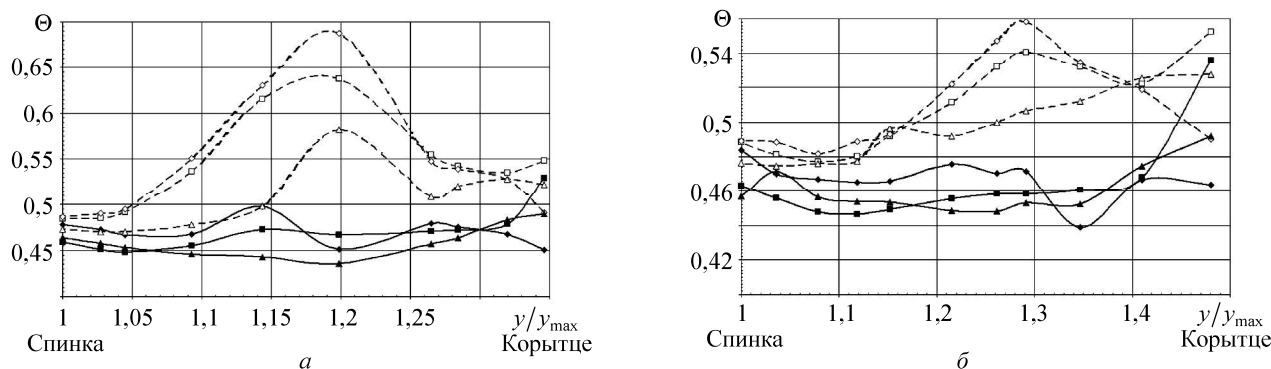 Θ
0,65
0,6
0,55
0,5
0,45
1 1,05 1,1 1,15 1,2 1,25 y/ymax
Спинка Корытце
а
Θ
0,54
0,5
0,46
0,42
1 1,1 1,2 1,3 1,4 y/ymax
Спинка Корытце
б